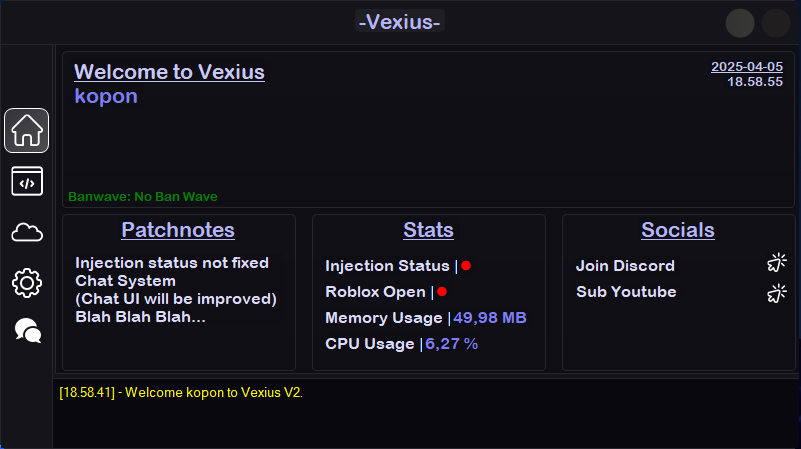 -Vexius-
Welcome to Vexius
kopon
2025-04-05
18.58.55
Banwave: No Ban Wave
Patchnotes
Injection status not fixed
Chat System
(Chat UI will be improved)
Blah Blah Blah...
Stats
Injection Status |
Roblox Open |
Memory Usage |49,98 MB
CPU Usage |6,27 %
Socials
Join Discord
Sub Youtube
[18.58.41] - Welcome kopon to Vexius V2.